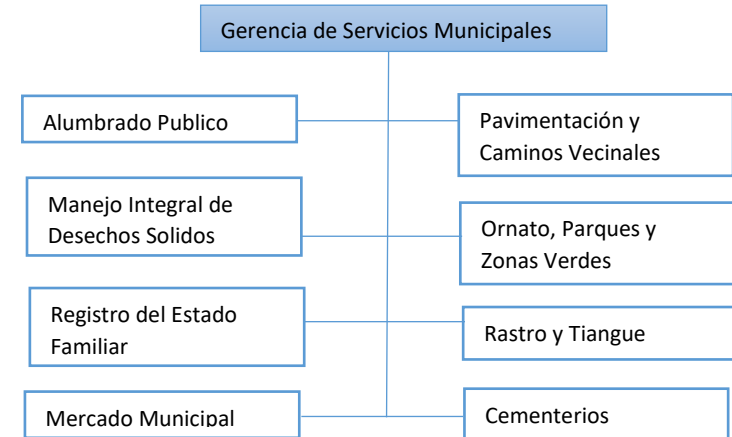 Gerencia de Servicios Municipales
Alumbrado Publico
Pavimentación y
Caminos Vecinales
Manejo Integral de
Desechos Solidos
Ornato, Parques y
Zonas Verdes
Registro del Estado
Familiar
Rastro y Tiangue
Mercado Municipal
Cementerios